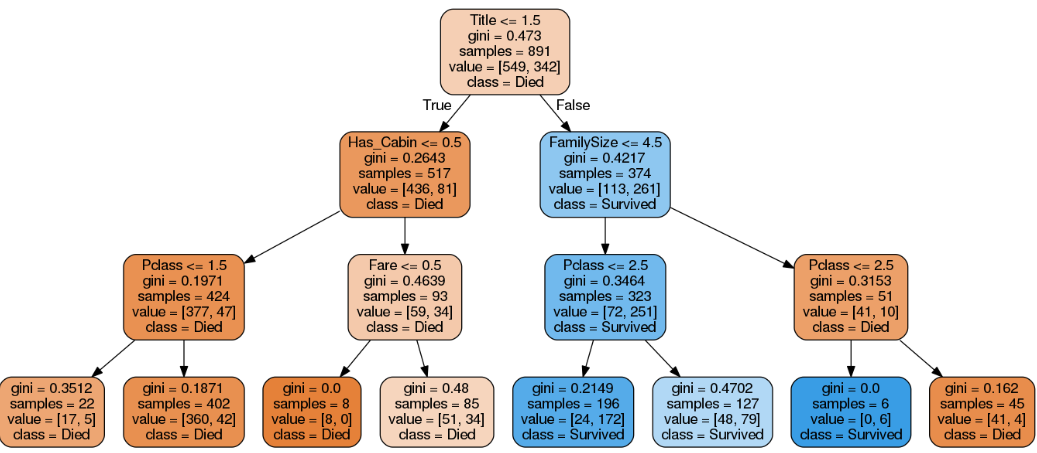 Title <= 1.5
gini = 0.473
samples = 891
value = [549, 342]
class = Died
True
False
Has_Cabin <= 0.5
gini = 0.2643
samples = 517
value = [436, 81]
class = Died
FamilySize <= 4.5
gini = 0.4217
samples = 374
value = [113, 261]
class = Survived
Pclass <= 1.5
gini = 0.1971
samples = 424
value = [377, 47]
class = Died
Fare <= 0.5
gini = 0.4639
samples = 93
value = [59, 34]
class = Died
Pclass <= 2.5
gini = 0.3464
samples = 323
value = [72, 251]
class = Survived
Pclass <= 2.5
gini = 0.3153
samples = 51
value = [41, 10]
class = Died
gini = 0.3512
samples = 22
value = [17, 5]
class = Died
gini = 0.1871
samples = 402
value = [360, 42]
class = Died
gini = 0.0
samples = 8
value = [8, 0]
class = Died
gini = 0.48
samples = 85
value = [51, 34]
class = Died
gini = 0.2149
samples = 196
value = [24, 172]
class = Survived
gini = 0.4702
samples = 127
value = [48, 79]
class = Survived
gini = 0.0
samples = 6
value = [0, 6]
class = Survived
gini = 0.162
samples = 45
value = [41, 4]
class = Died